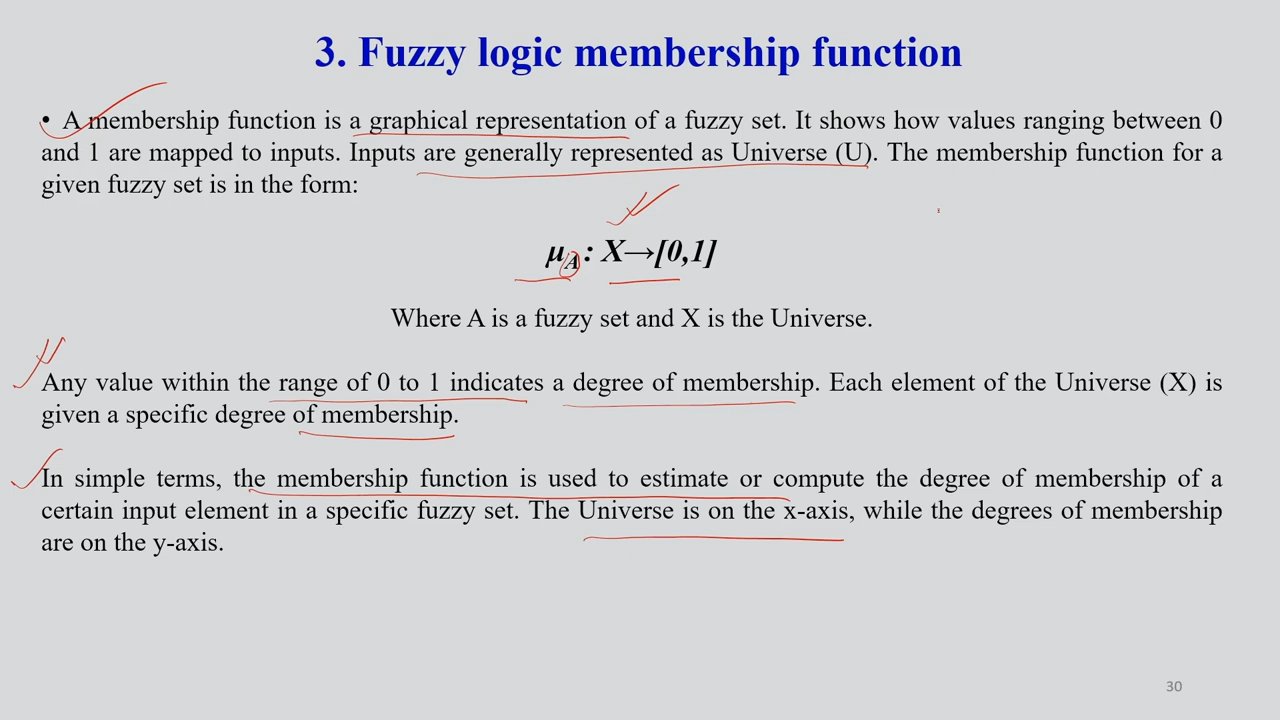 3. Fuzzy logic membership function
• A membership function is a graphical representation of a fuzzy set. It shows how values ranging between 0
and 1 are mapped to inputs. Inputs are generally represented as Universe (U). The membership function for a
given fuzzy set is in the form:
μA : X→[0,1]
Where A is a fuzzy set and X is the Universe.
Any value within the range of 0 to 1 indicates a degree of membership. Each element of the Universe (X) is
given a specific degree of membership.
In simple terms, the membership function is used to estimate or compute the degree of membership of a
certain input element in a specific fuzzy set. The Universe is on the x-axis, while the degrees of membership
are on the y-axis.
30